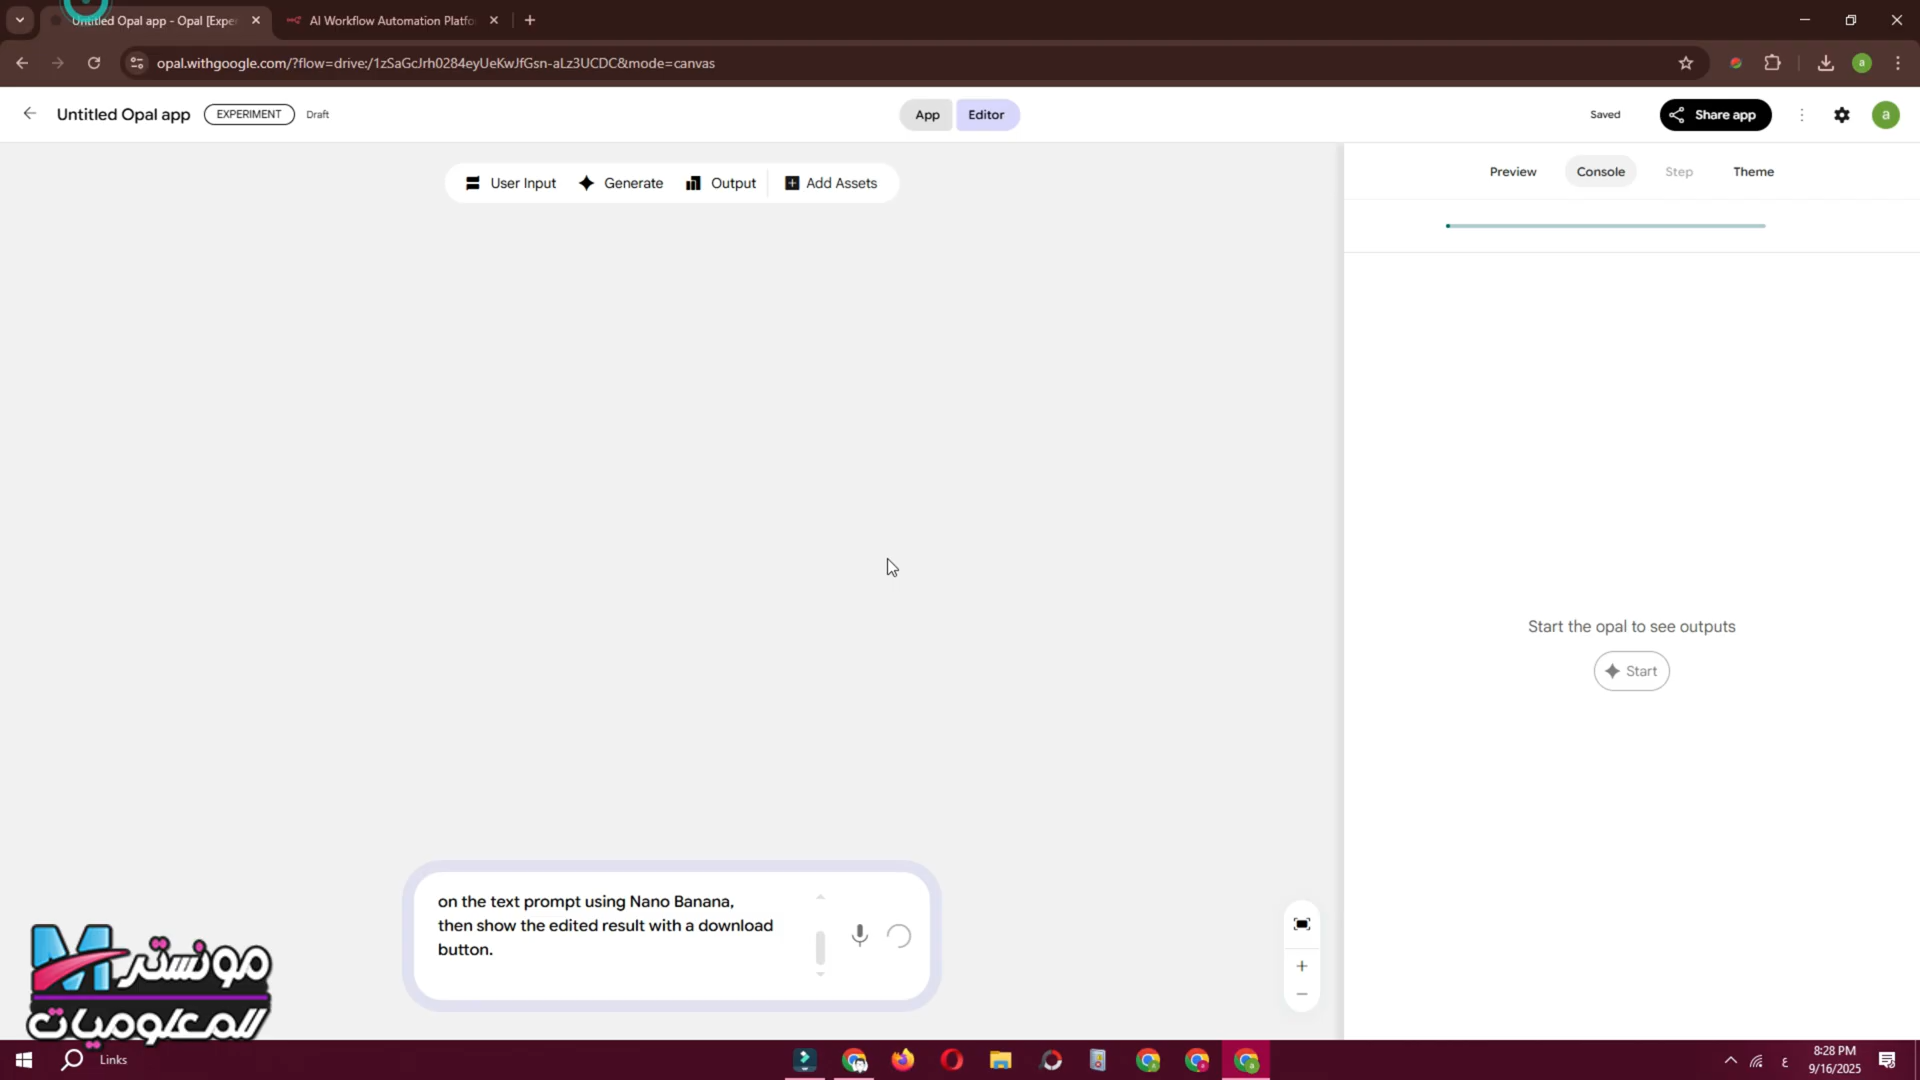 Untitled Opal app - Opal [Exper
AI Workflow Automation Platfo
opal.withgoogle.com/?flow=drive:/1zSaGcJrh0284eyUeKwJfGsn-aLz3UCDC&mode=canvas
a
Untitled Opal app
EXPERIMENT
Draft
App
Editor
Saved
Share app
a
User Input
Generate
Output
Add Assets
Preview
Console
Step
Theme
Start the opal to see outputs
Start
on the text prompt using Nano Banana,
then show the edited result with a download
button.
مونستر
للمعلوميات
Links
ع
8:28 PM
9/16/2025